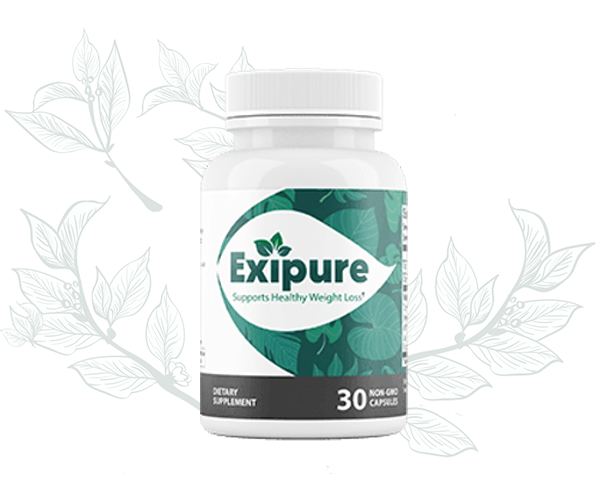 Exipure
Supports Healthy Weight Loss*
DIETARY
SUPPLEMENT
30 NON-GMO
CAPSULES